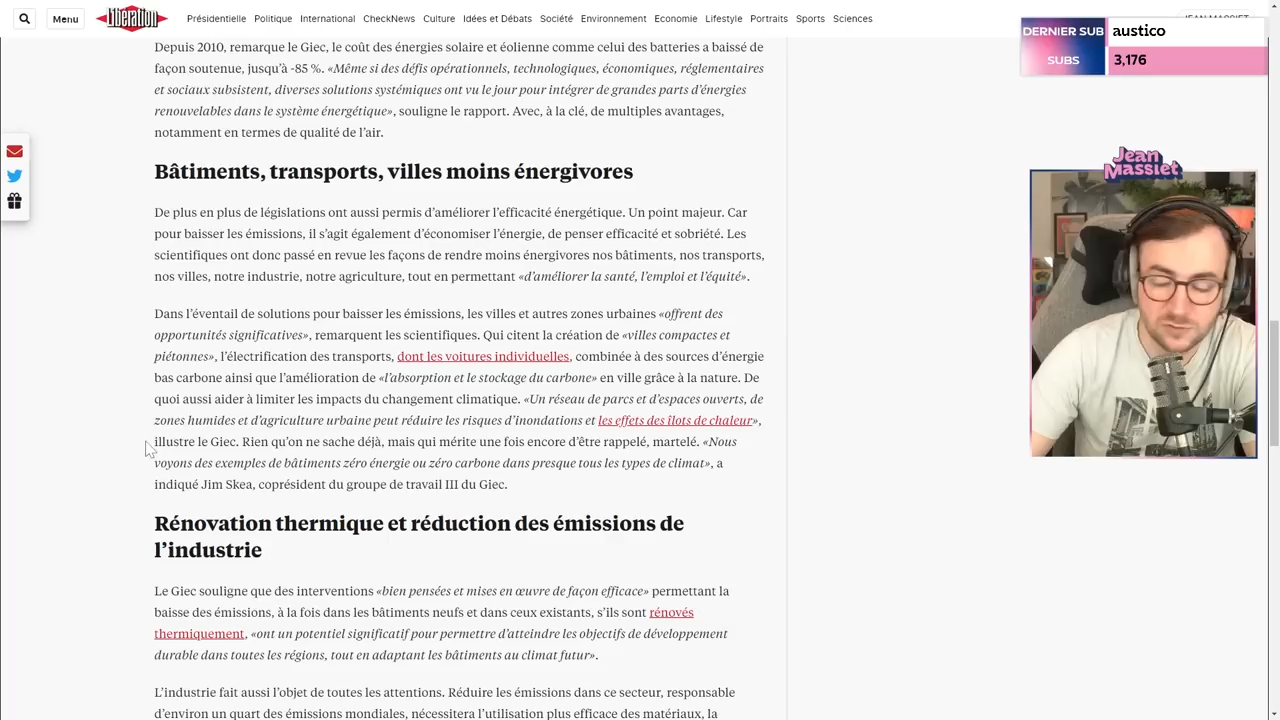 Menu
Libération
Présidentielle
Politique
International
CheckNews
Culture
Idées et Débats
Société
Environnement
Economie
Lifestyle
Portraits
Sports
Sciences
JEAN MASSIET
DERNIER SUB
austico
SUBS
3,176
Jean
Massiet
Depuis 2010, remarque le Giec, le coût des énergies solaire et éolienne comme celui des batteries a baissé de
façon soutenue, jusqu’à -85 %. «Même si des défis opérationnels, technologiques, économiques, réglementaires
et sociaux subsistent, diverses solutions systémiques ont vu le jour pour intégrer de grandes parts d’énergies
renouvelables dans le système énergétique», souligne le rapport. Avec, à la clé, de multiples avantages,
notamment en termes de qualité de l’air.
Bâtiments, transports, villes moins énergivores
De plus en plus de législations ont aussi permis d’améliorer l’efficacité énergétique. Un point majeur. Car
pour baisser les émissions, il s’agit également d’économiser l’énergie, de penser efficacité et sobriété. Les
scientifiques ont donc passé en revue les façons de rendre moins énergivores nos bâtiments, nos transports,
nos villes, notre industrie, notre agriculture, tout en permettant «d’améliorer la santé, l’emploi et l’équité».
Dans l’éventail de solutions pour baisser les émissions, les villes et autres zones urbaines «offrent des
opportunités significatives», remarquent les scientifiques. Qui citent la création de «villes compactes et
piétonnes», l’électrification des transports, dont les voitures individuelles, combinée à des sources d’énergie
bas carbone ainsi que l’amélioration de «l’absorption et le stockage du carbone» en ville grâce à la nature. De
quoi aussi aider à limiter les impacts du changement climatique. «Un réseau de parcs et d’espaces ouverts, de
zones humides et d’agriculture urbaine peut réduire les risques d’inondations et les effets des îlots de chaleur»,
illustre le Giec. Rien qu’on ne sache déjà, mais qui mérite une fois encore d’être rappelé, martelé. «Nous
voyons des exemples de bâtiments zéro énergie ou zéro carbone dans presque tous les types de climat», a
indiqué Jim Skea, coprésident du groupe de travail III du Giec.
Rénovation thermique et réduction des émissions de
l’industrie
Le Giec souligne que des interventions «bien pensées et mises en œuvre de façon efficace» permettant la
baisse des émissions, à la fois dans les bâtiments neufs et dans ceux existants, s’ils sont rénovés
thermiquement, «ont un potentiel significatif pour permettre d’atteindre les objectifs de développement
durable dans toutes les régions, tout en adaptant les bâtiments au climat futur».
L’industrie fait aussi l’objet de toutes les attentions. Réduire les émissions dans ce secteur, responsable
d’environ un quart des émissions mondiales, nécessitera l’utilisation plus efficace des matériaux, la